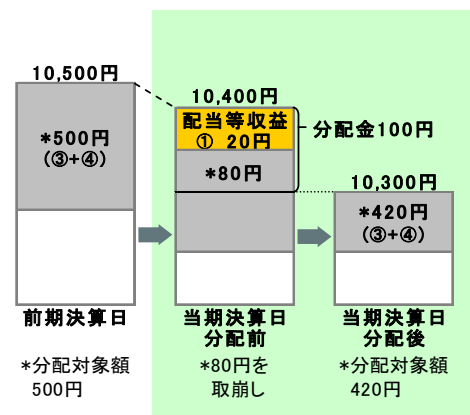 10,500円
*500円
(③+④)
前期決算日
*分配対象額
500円
10,400円
配当等収益
① 20円
*80円
分配金100円
当期決算日
分配前
*80円を
取崩し
10,300円
*420円
(③+④)
当期決算日
分配後
*分配対象額
420円